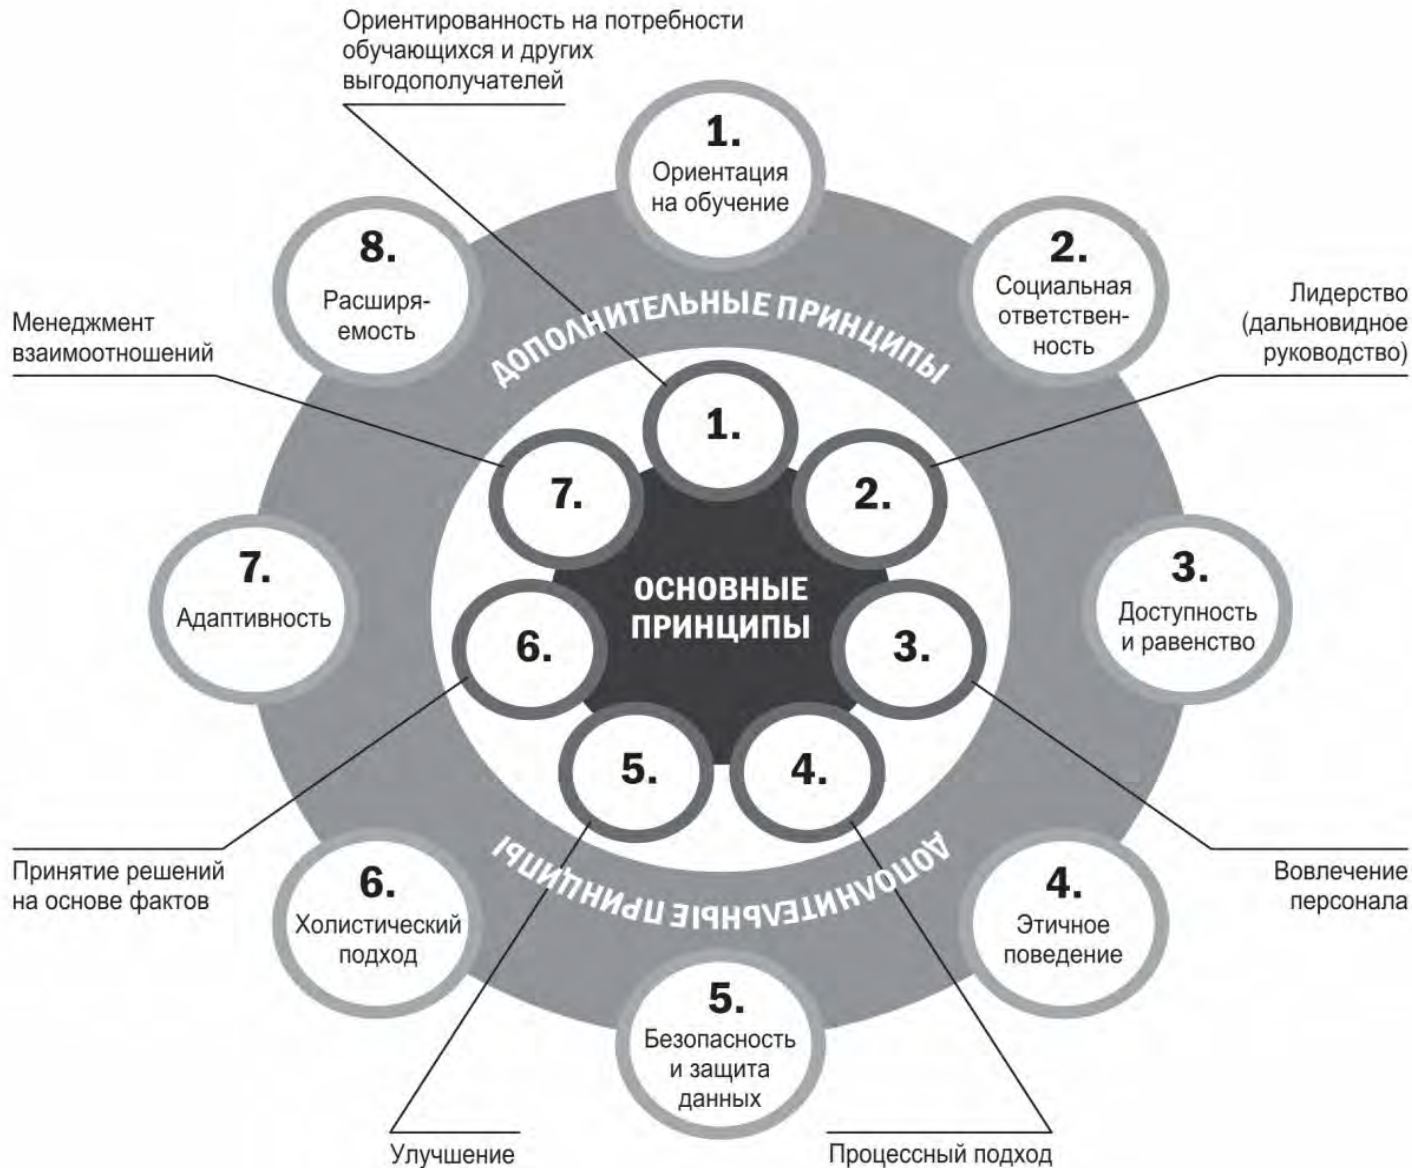 Ориентированность на потребности
обучающихся и других
выгодополучателей
1.
Ориентация
на обучение
8.
Расширя-
емость
2.
Социальная
ответствен-
ность
Лидерство
(дальновидное
руководство)
Менеджмент
взаимоотношений
ДОПОЛНИТЕЛЬНЫЕ ПРИНЦИПЫ
1.
7.
2.
7.
Адаптивность
ОСНОВНЫЕ
ПРИНЦИПЫ
3.
Доступность
и равенство
6.
3.
5.
4.
ДОПОЛНИТЕЛЬНЫЕ ПРИНЦИПЫ
Принятие решений
на основе фактов
6.
Холистический
подход
4.
Этичное
поведение
Вовлечение
персонала
5.
Безопасность
и защита
данных
Улучшение
Процессный подход